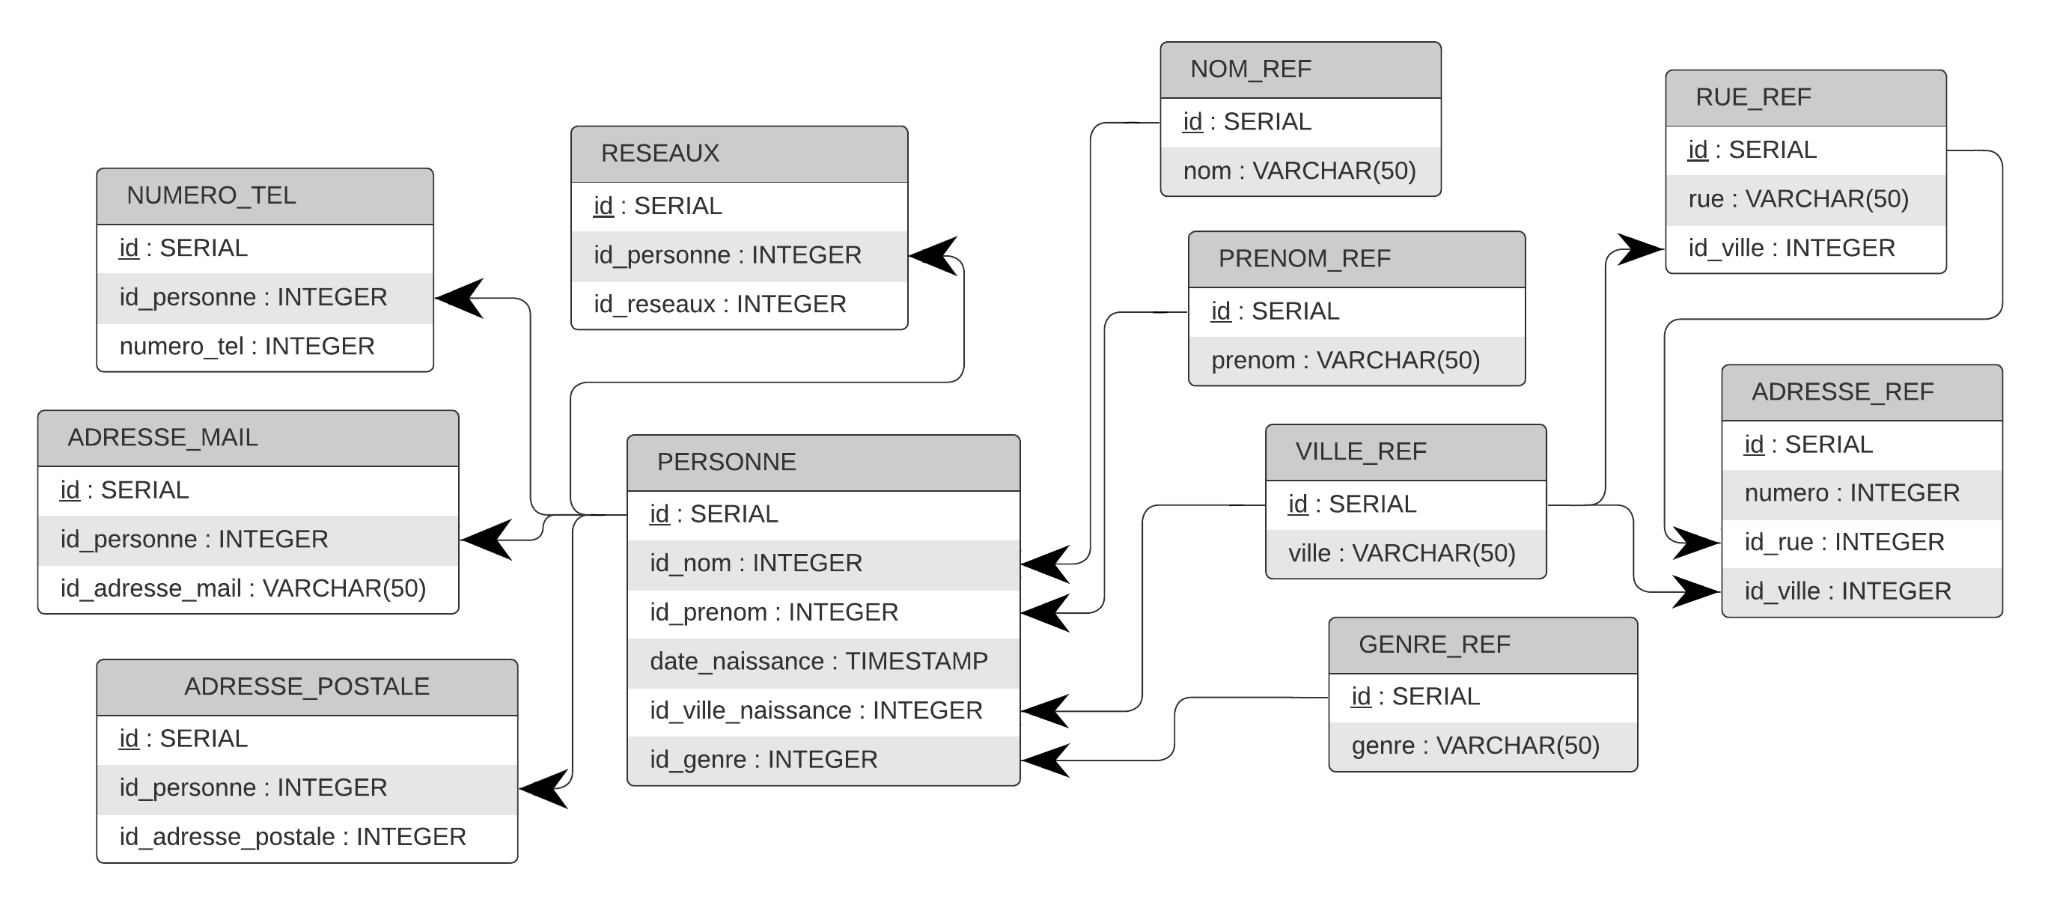 NUMERO_TEL
id : SERIAL
id_personne : INTEGER
numero_tel : INTEGER
ADRESSE_MAIL
id : SERIAL
id_personne : INTEGER
id_adresse_mail : VARCHAR(50)
ADRESSE_POSTALE
id : SERIAL
id_personne : INTEGER
id_adresse_postale : INTEGER
RESEAUX
id : SERIAL
id_personne : INTEGER
id_reseaux : INTEGER
PERSONNE
id : SERIAL
id_nom : INTEGER
id_prenom : INTEGER
date_naissance : TIMESTAMP
id_ville_naissance : INTEGER
id_genre : INTEGER
NOM_REF
id : SERIAL
nom : VARCHAR(50)
PRENOM_REF
id : SERIAL
prenom : VARCHAR(50)
VILLE_REF
id : SERIAL
ville : VARCHAR(50)
GENRE_REF
id : SERIAL
genre : VARCHAR(50)
RUE_REF
id : SERIAL
rue : VARCHAR(50)
id_ville : INTEGER
ADRESSE_REF
id : SERIAL
numero : INTEGER
id_rue : INTEGER
id_ville : INTEGER